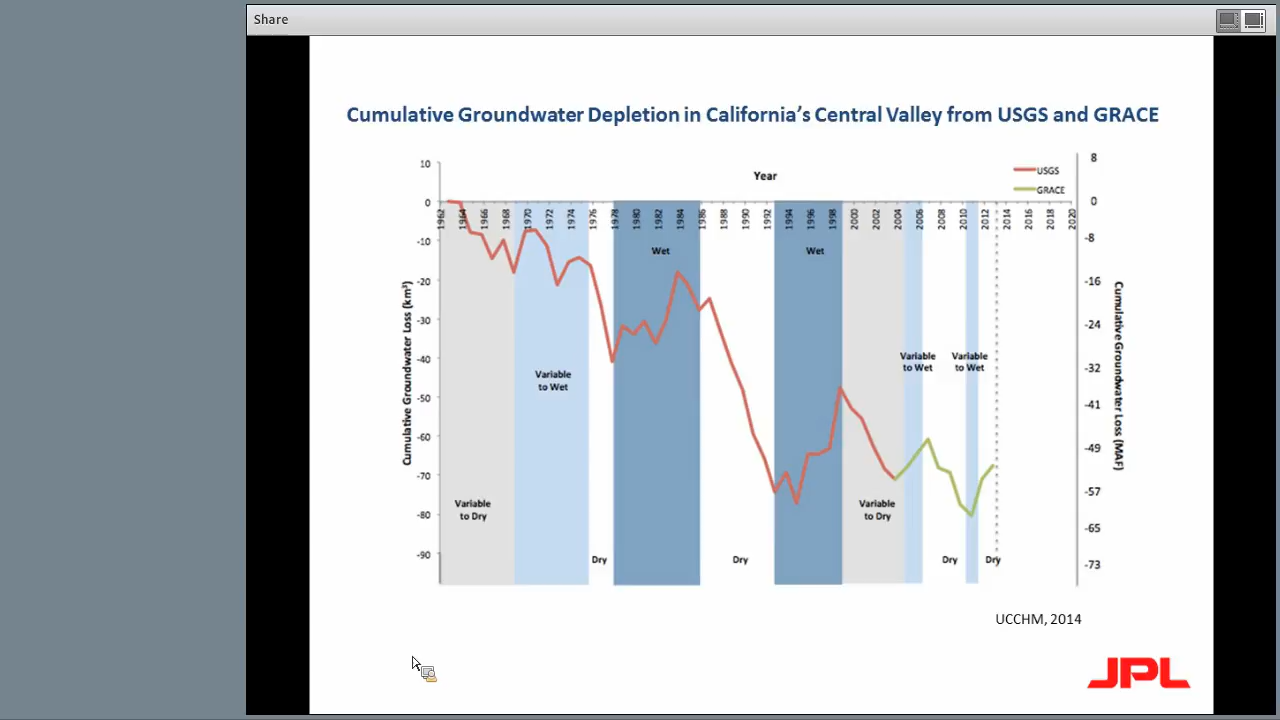 Share
Cumulative Groundwater Depletion in California's Central Valley from USGS and GRACE
Year
USGS
GRACE
10
0
-10
-20
-30
-40
-50
-60
-70
-80
-90
Cumulative Groundwater Loss (km³)
1962 1964 1966 1968 1970 1972 1974 1976 1978 1980 1982 1984 1986 1988 1990 1992 1994 1996 1998 2000 2002 2004 2006 2008 2010 2012 2014 2016 2018 2020
8
0
-8
-16
-24
-32
-41
-49
-57
-65
-73
Cumulative Groundwater Loss (MAF)
Wet
Wet
Variable
to Wet
Variable
to Wet
Variable
to Wet
Variable
to Dry
Variable
to Dry
Dry
Dry
Dry
Dry
UCCHM, 2014
JPL